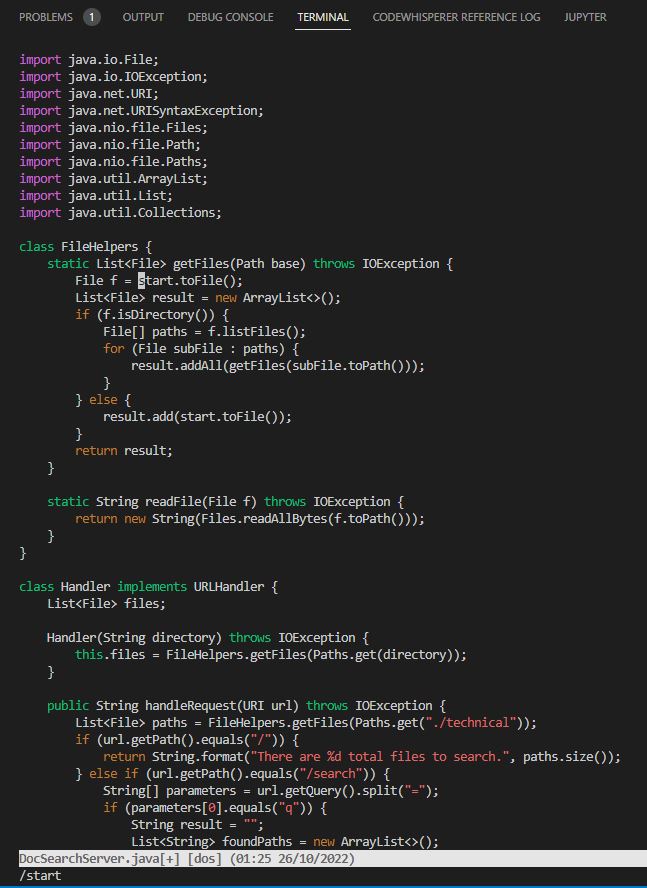 PROBLEMS 1 OUTPUT DEBUG CONSOLE TERMINAL CODEWHISPERER REFERENCE LOG JUPYTER
import java.io.File;
import java.io.IOException;
import java.net.URI;
import java.net.URISyntaxException;
import java.nio.file.Files;
import java.nio.file.Path;
import java.nio.file.Paths;
import java.util.ArrayList;
import java.util.List;
import java.util.Collections;

class FileHelpers {
    static List<File> getFiles(Path base) throws IOException {
        File f = start.toFile();
        List<File> result = new ArrayList<>();
        if (f.isDirectory()) {
            File[] paths = f.listFiles();
            for (File subFile : paths) {
                result.addAll(getFiles(subFile.toPath()));
            }
        } else {
            result.add(start.toFile());
        }
        return result;
    }

    static String readFile(File f) throws IOException {
        return new String(Files.readAllBytes(f.toPath()));
    }
}

class Handler implements URLHandler {
    List<File> files;

    Handler(String directory) throws IOException {
        this.files = FileHelpers.getFiles(Paths.get(directory));
    }

    public String handleRequest(URI url) throws IOException {
        List<File> paths = FileHelpers.getFiles(Paths.get("./technical"));
        if (url.getPath().equals("/")) {
            return String.format("There are %d total files to search.", paths.size());
        } else if (url.getPath().equals("/search")) {
            String[] parameters = url.getQuery().split("=");
            if (parameters[0].equals("q")) {
                String result = "";
                List<String> foundPaths = new ArrayList<>();
DocSearchServer.java[+] [dos] (01:25 26/10/2022)
/start